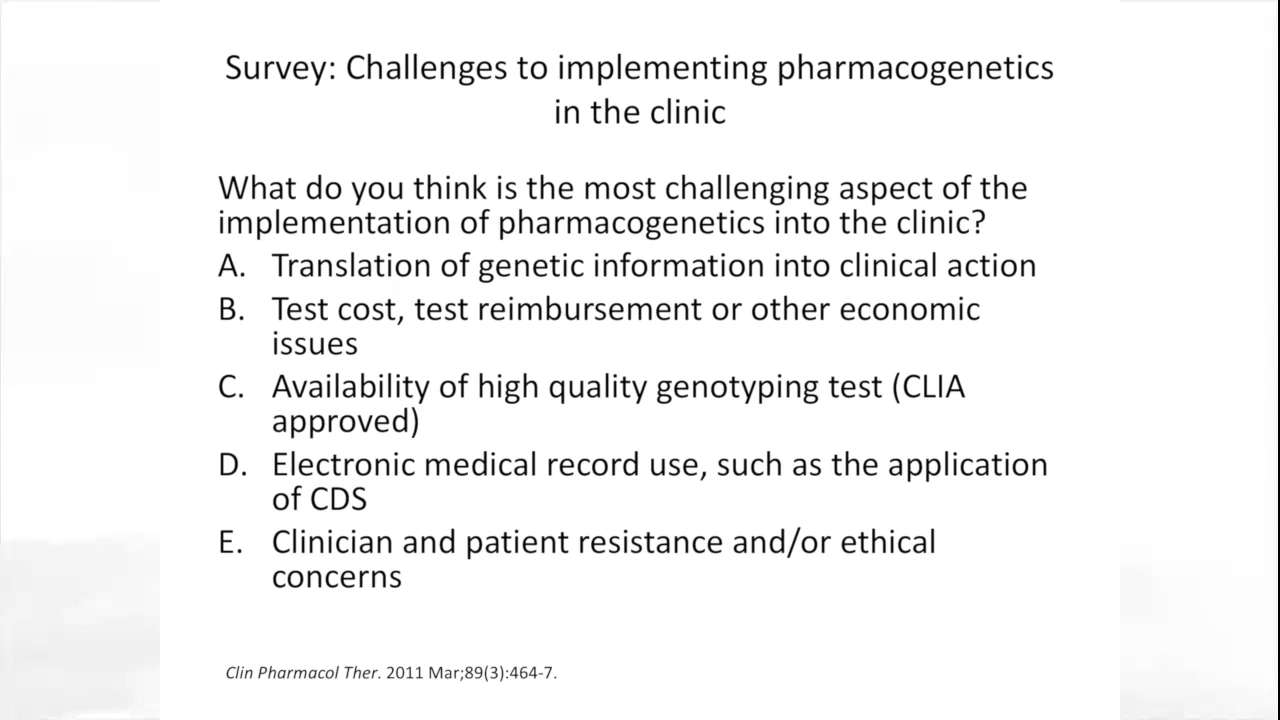 Survey: Challenges to implementing pharmacogenetics
in the clinic
What do you think is the most challenging aspect of the
implementation of pharmacogenetics into the clinic?
A. Translation of genetic information into clinical action
B. Test cost, test reimbursement or other economic
issues
C. Availability of high quality genotyping test (CLIA
approved)
D. Electronic medical record use, such as the application
of CDS
E. Clinician and patient resistance and/or ethical
concerns
Clin Pharmacol Ther. 2011 Mar;89(3):464-7.